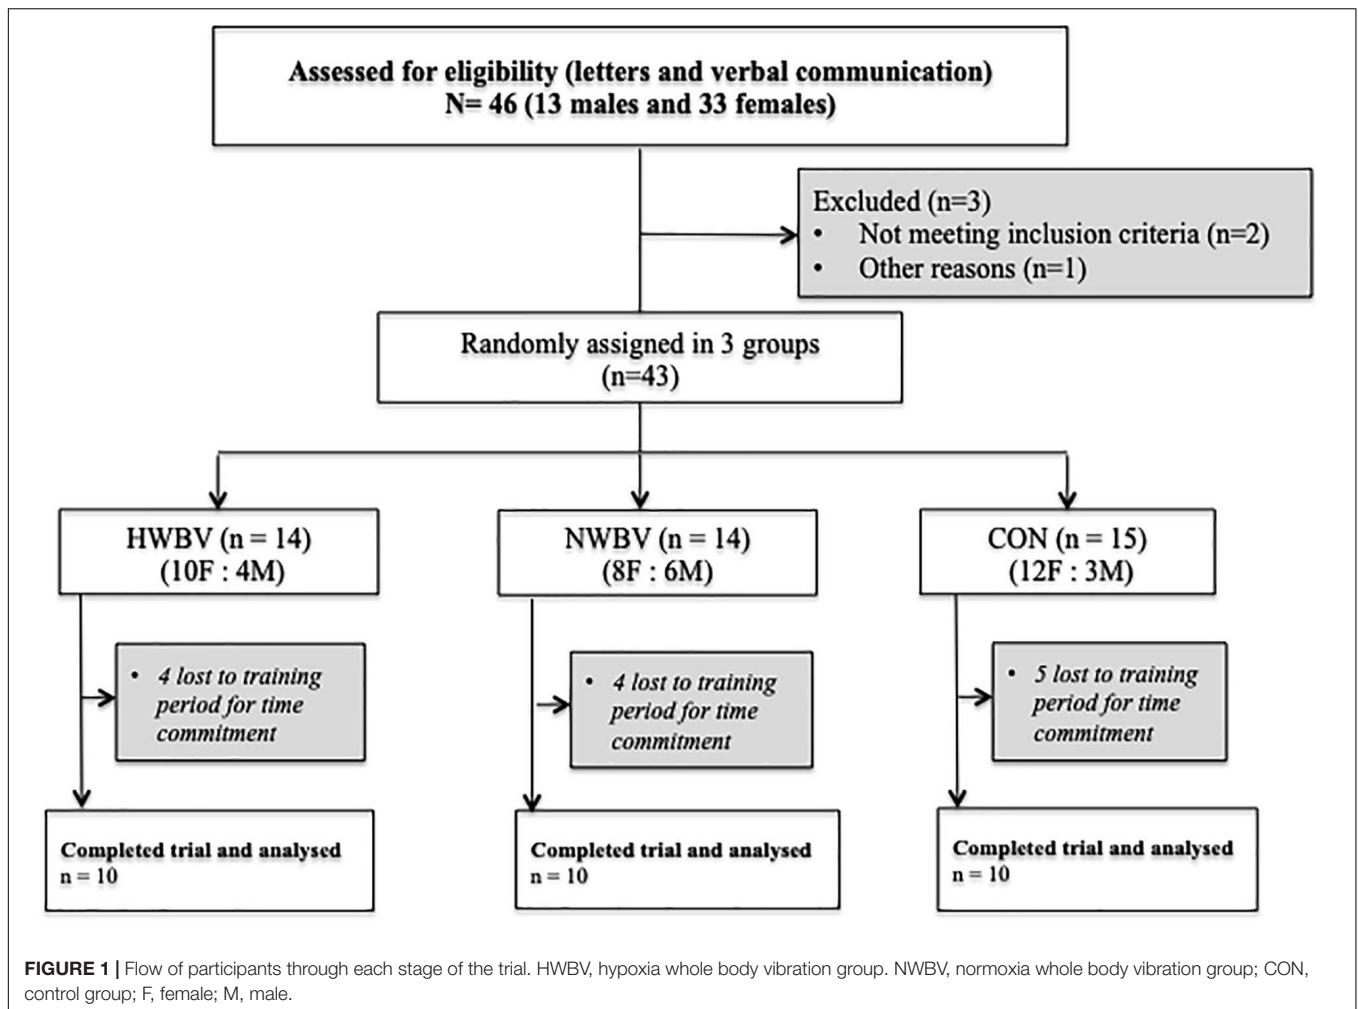 Assessed for eligibility (letters and verbal communication)
N= 46 (13 males and 33 females)
Excluded (n=3)
• Not meeting inclusion criteria (n=2)
• Other reasons (n=1)
Randomly assigned in 3 groups
(n=43)
HWBV (n = 14)
(10F : 4M)
NWBV (n = 14)
(8F : 6M)
CON (n = 15)
(12F : 3M)
• 4 lost to training
period for time
commitment
• 4 lost to training
period for time
commitment
• 5 lost to training
period for time
commitment
Completed trial and analysed
n = 10
Completed trial and analysed
n = 10
Completed trial and analysed
n = 10
FIGURE 1 | Flow of participants through each stage of the trial. HWBV, hypoxia whole body vibration group. NWBV, normoxia whole body vibration group; CON,
control group; F, female; M, male.